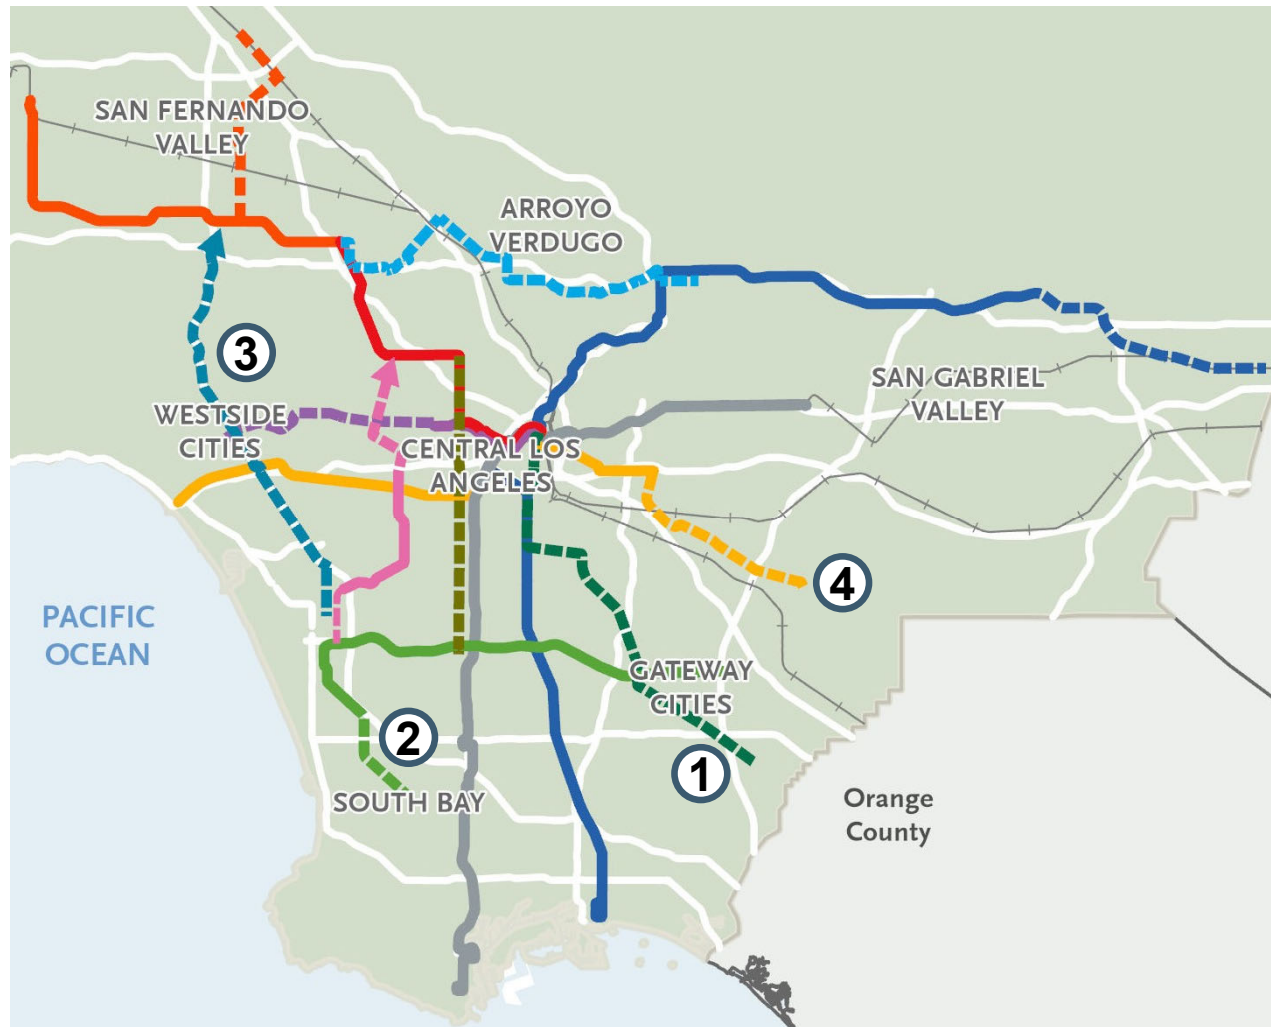 SAN FERNANDO
VALLEY
ARROYO
VERDUGO
3
SAN GABRIEL
VALLEY
WESTSIDE
CITIES
CENTRAL LOS
ANGELES
4
PACIFIC
OCEAN
GATEWAY
CITIES
2
1
SOUTH BAY
Orange
County